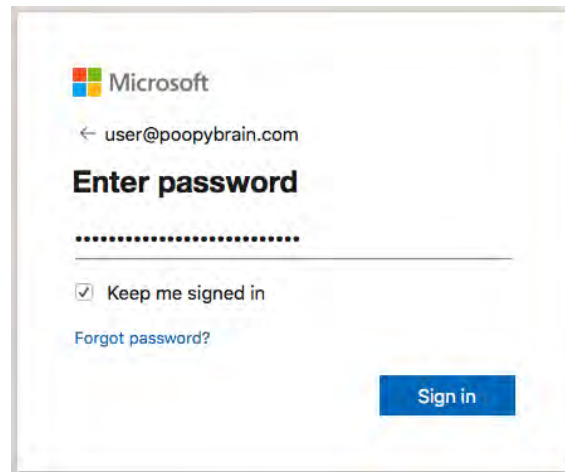 Microsoft
← user@poopybrain.com
Enter password
•••••••••••••••••••••••••••
Keep me signed in
Forgot password?
Sign in